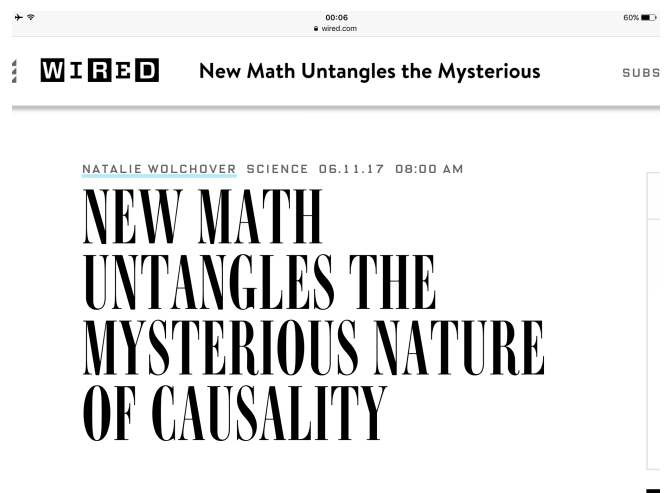 00:06
60%
wired.com
WIRED
New Math Untangles the Mysterious
SUBS
NATALIE WOLCHOVER SCIENCE 06.11.17 08:00 AM
NEW MATH
UNTANGLES THE
MYSTERIOUS NATURE
OF CAUSALITY